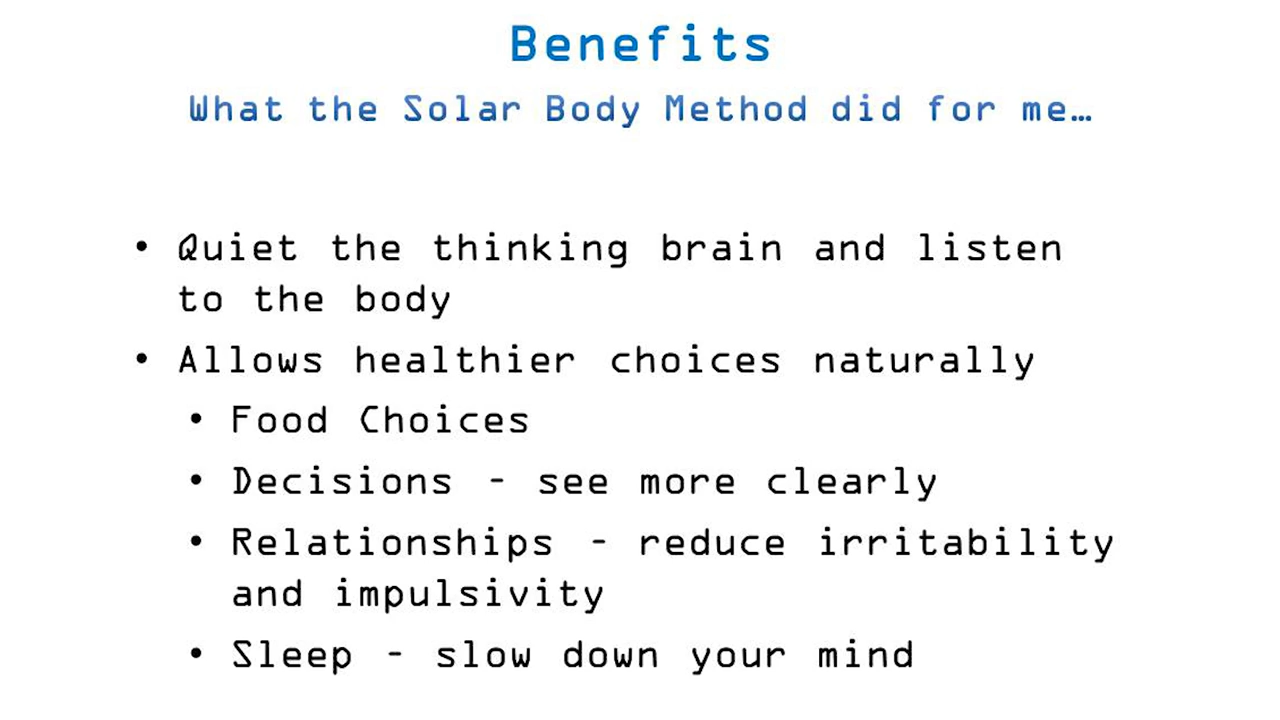 Benefits
What the Solar Body Method did for me…
• Quiet the thinking brain and listen
to the body
• Allows healthier choices naturally
• Food Choices
• Decisions - see more clearly
• Relationships - reduce irritability
and impulsivity
• Sleep - slow down your mind